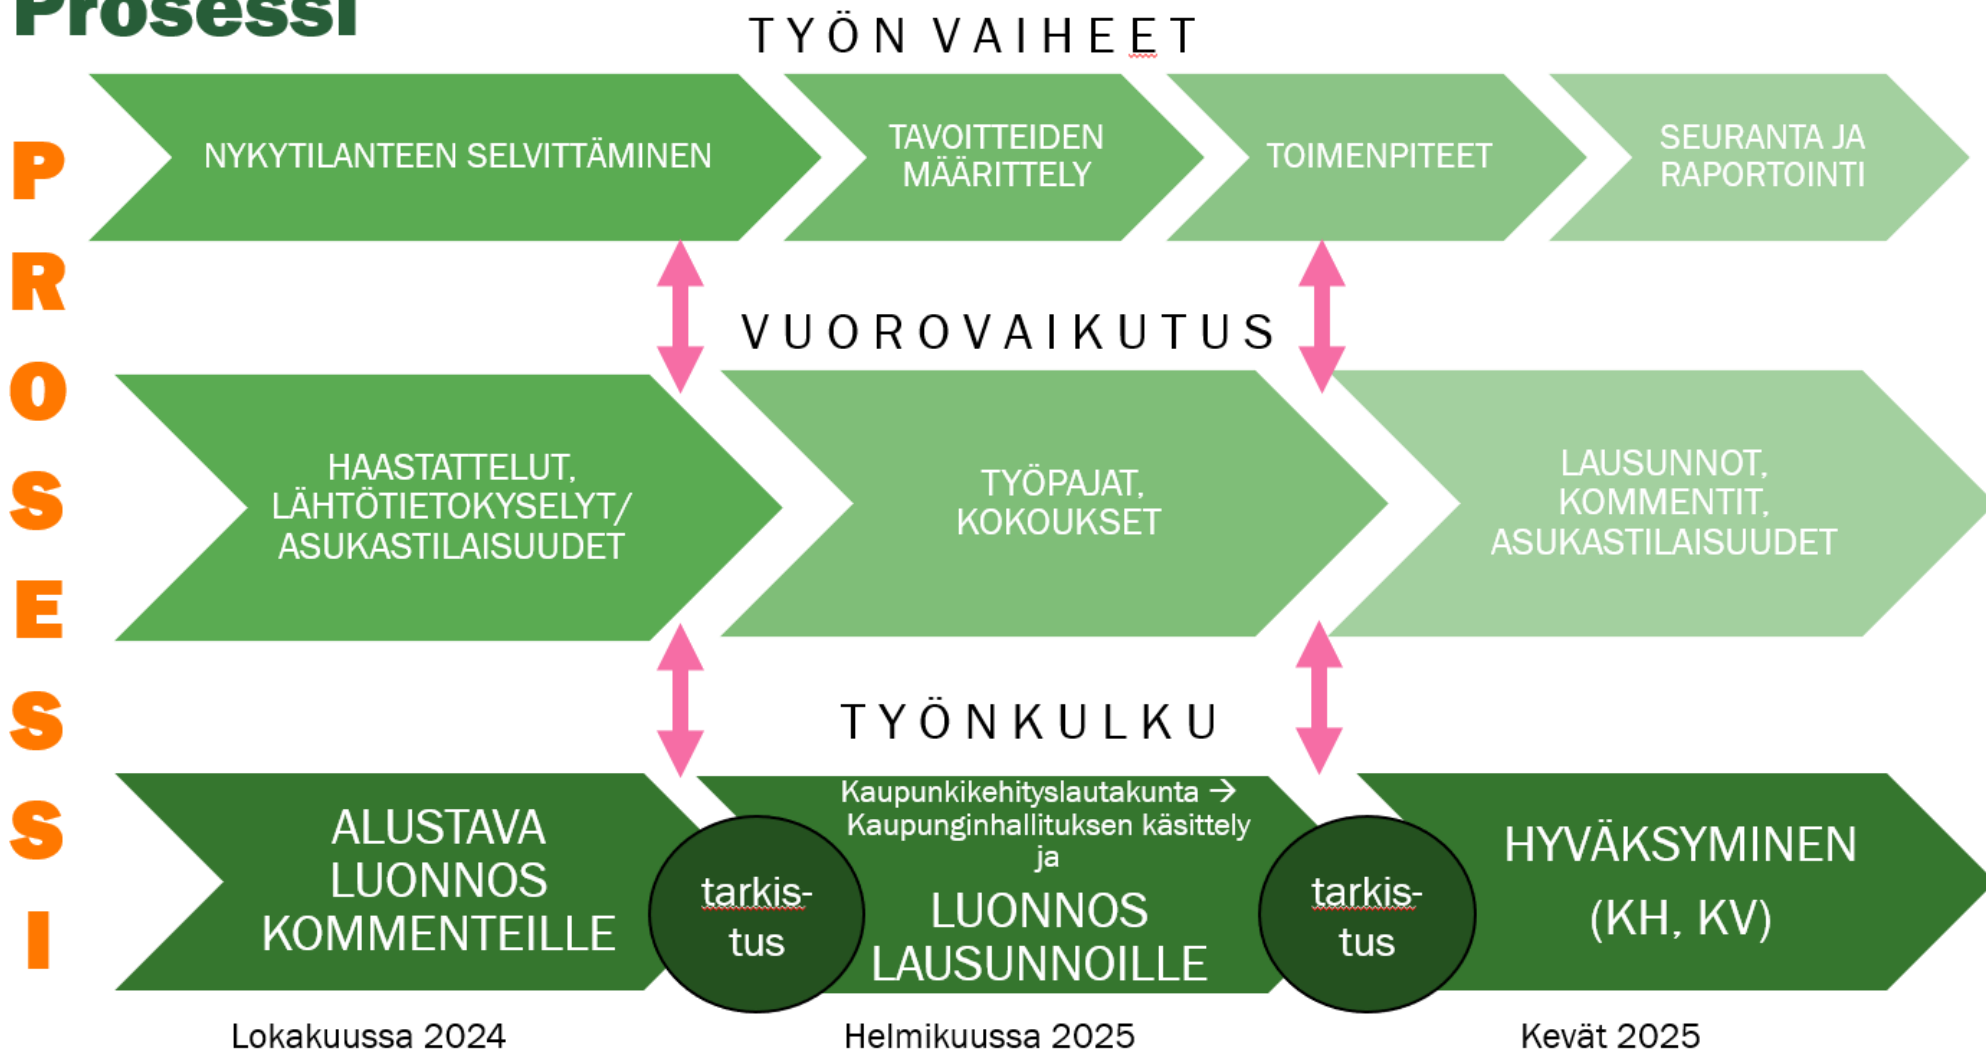 Prosessi
PROSESSI
TYÖN VAIHEET
NYKYTILANTEEN SELVITTÄMINEN
TAVOITTEIDEN
MÄÄRITTELY
TOIMENPITEET
SEURANTA JA
RAPORTOINTI
VUOROVAIKUTUS
HAASTATTELUT,
LÄHTÖTIETOKYSELYT/
ASUKASTILAISUUDET
TYÖPAJAT,
KOKOUKSET
LAUSUNNOT,
KOMMENTIT,
ASUKASTILAISUUDET
TYÖNKULKU
ALUSTAVA
LUONNOS
KOMMENTEILLE
tarkis-
tus
Kaupunkikehityslautakunta →
Kaupunginhallituksen käsittely
ja
LUONNOS
LAUSUNNOILLE
tarkis-
tus
HYVÄKSYMINEN
(KH, KV)
Lokakuussa 2024
Helmikuussa 2025
Kevät 2025